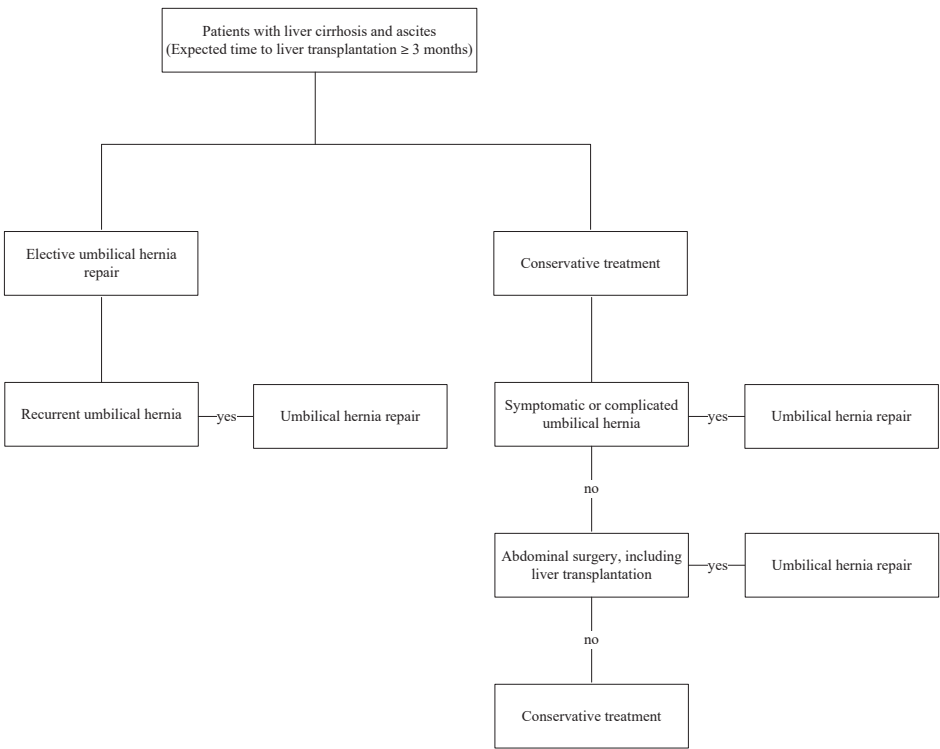 Patients with liver cirrhosis and ascites
(Expected time to liver transplantation ≥ 3 months)
Elective umbilical hernia
repair
Conservative treatment
Recurrent umbilical hernia
yes
Umbilical hernia repair
Symptomatic or complicated
umbilical hernia
yes
Umbilical hernia repair
no
Abdominal surgery, including
liver transplantation
yes
Umbilical hernia repair
no
Conservative treatment